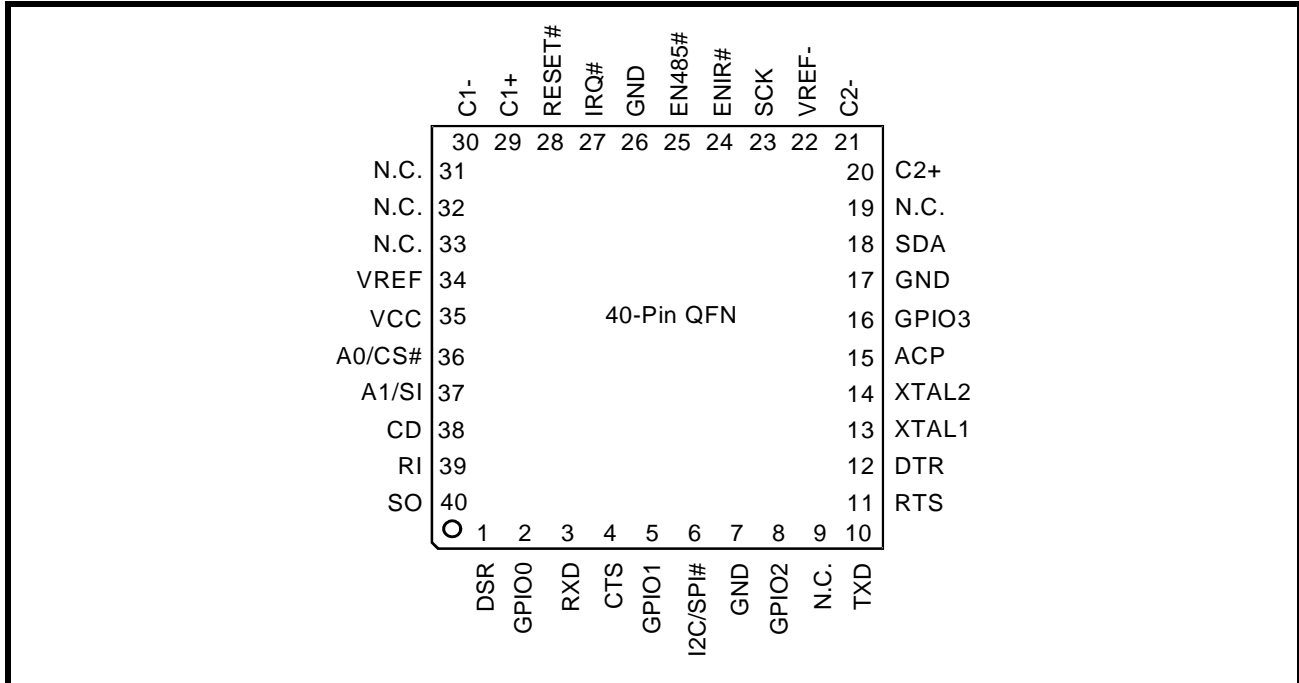 C1-
C1+
RESET#
IRQ#
GND
EN485#
ENIR#
SCK
VREF-
C2-
30 29 28 27 26 25 24 23 22 21
N.C. 31
20 C2+
N.C. 32
19 N.C.
N.C. 33
18 SDA
VREF 34
17 GND
VCC 35
40-Pin QFN
16 GPIO3
A0/CS# 36
15 ACP
A1/SI 37
14 XTAL2
CD 38
13 XTAL1
RI 39
12 DTR
SO 40
11 RTS
1 2 3 4 5 6 7 8 9 10
DSR
GPIO0
RXD
CTS
GPIO1
I2C/SPI#
GND
GPIO2
N.C.
TXD